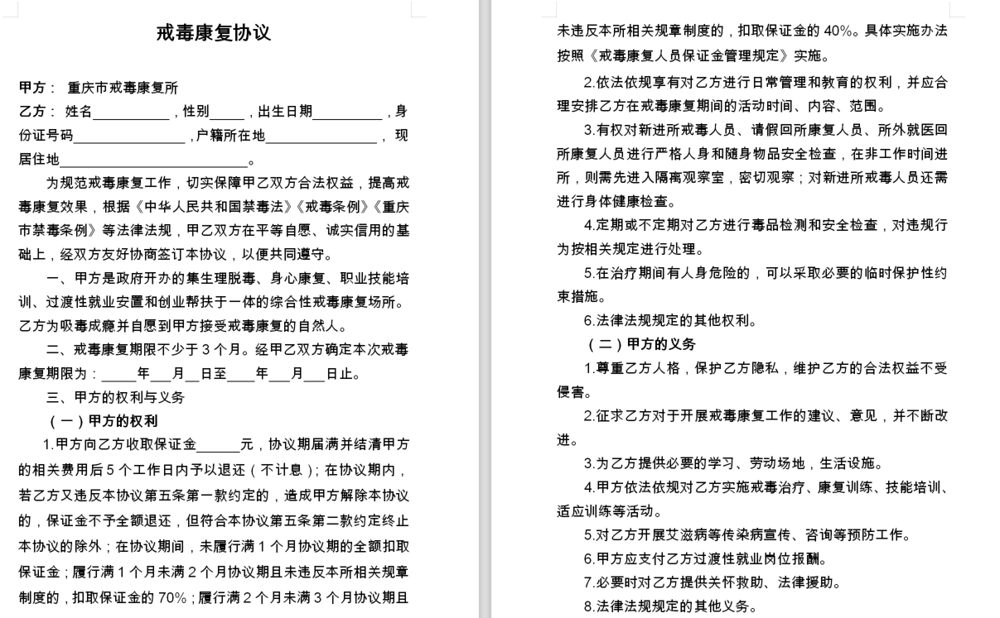 戒毒康复协议
甲方： 重庆市戒毒康复所
乙方： 姓名___________，性别_____，出生日期__________，身
份证号码________________，户籍所在地________________， 现
居住地___________________________。
为规范戒毒康复工作，切实保障甲乙双方合法权益，提高戒
毒康复效果，根据《中华人民共和国禁毒法》《戒毒条例》《重庆
市禁毒条例》等法律法规，甲乙双方在平等自愿、诚实信用的基
础上，经双方友好协商签订本协议，以便共同遵守。
一、甲方是政府开办的集生理脱毒、身心康复、职业技能培
训、过渡性就业安置和创业帮扶于一体的综合性戒毒康复场所。
乙方为吸毒成瘾并自愿到甲方接受戒毒康复的自然人。
二、戒毒康复期限不少于 3 个月。经甲乙双方确定本次戒毒
康复期限为：_____年___月__日至____年___月___日止。
三、甲方的权利与义务
（一）甲方的权利
1.甲方向乙方收取保证金______元，协议期届满并结清甲方
的相关费用后 5 个工作日内予以退还（不计息）；在协议期内，
若乙方又违反本协议第五条第一款约定的，造成甲方解除本协议
的，保证金不予全额退还，但符合本协议第五条第二款约定终止
本协议的除外；在协议期间，未履行满 1 个月协议期的全额扣取
保证金；履行满 1 个月未满 2 个月协议期且未违反本所相关规章
制度的，扣取保证金的 70%；履行满 2 个月未满 3 个月协议期且
未违反本所相关规章制度的，扣取保证金的 40%。具体实施办法
按照《戒毒康复人员保证金管理规定》实施。
2.依法依规享有对乙方进行日常管理和教育的权利，并应合
理安排乙方在戒毒康复期间的活动时间、内容、范围。
3.有权对新进所戒毒人员、请假回所康复人员、所外就医回
所康复人员进行严格人身和随身物品安全检查，在非工作时间进
所，则需先进入隔离观察室，密切观察；对新进所戒毒人员还需
进行身体健康检查。
4.定期或不定期对乙方进行毒品检测和安全检查，对违规行
为按相关规定进行处理。
5.在治疗期间有人身危险的，可以采取必要的临时保护性约
束措施。
6.法律法规规定的其他权利。
（二）甲方的义务
1.尊重乙方人格，保护乙方隐私，维护乙方的合法权益不受
侵害。
2.征求乙方对于开展戒毒康复工作的建议、意见，并不断改
进。
3.为乙方提供必要的学习、劳动场地，生活设施。
4.甲方依法依规对乙方实施戒毒治疗、康复训练、技能培训、
适应训练等活动。
5.对乙方开展艾滋病等传染病宣传、咨询等预防工作。
6.甲方应支付乙方过渡性就业岗位报酬。
7.必要时对乙方提供关怀救助、法律援助。
8.法律法规规定的其他义务。